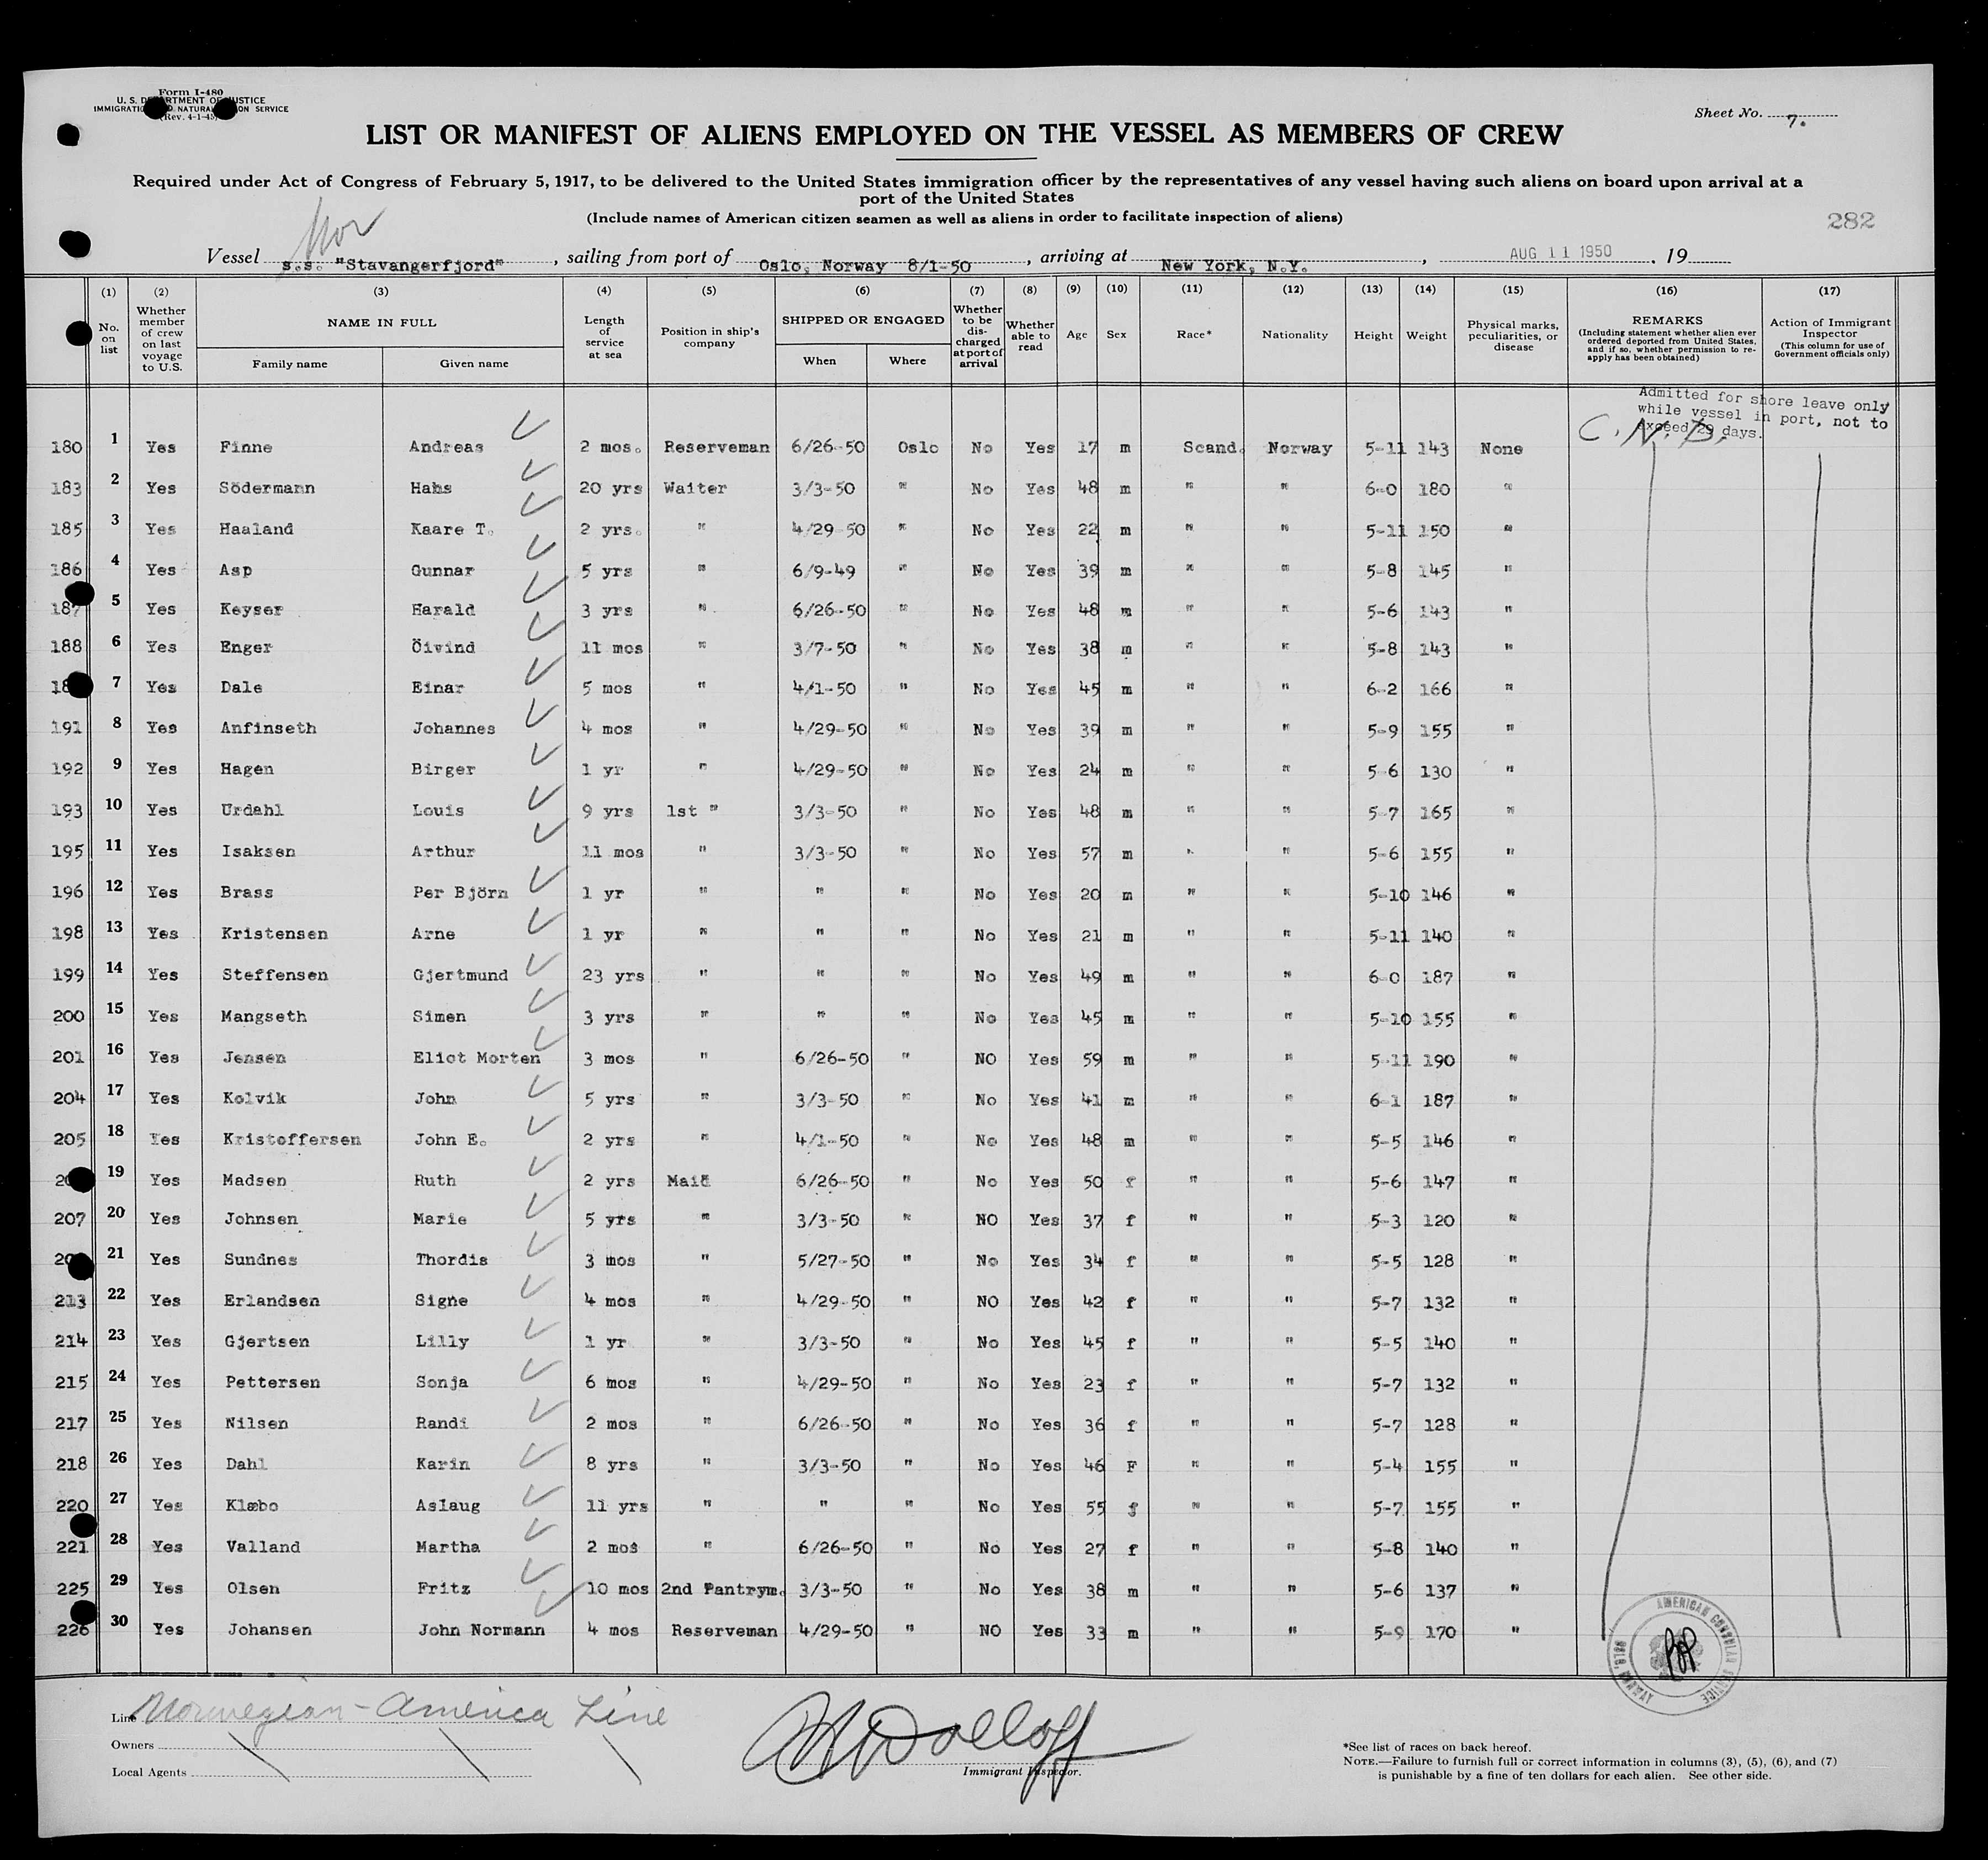 Form I-480
U. S. DEPARTMENT OF JUSTICE
IMMIGRATION AND NATURALIZATION SERVICE
(Rev. 4-1-45)
Sheet No. 7.
LIST OR MANIFEST OF ALIENS EMPLOYED ON THE VESSEL AS MEMBERS OF CREW
Required under Act of Congress of February 5, 1917, to be delivered to the United States immigration officer by the representatives of any vessel having such aliens on board upon arrival at a
port of the United States
(Include names of American citizen seamen as well as aliens in order to facilitate inspection of aliens)
282
Nor
Vessel s.s. "Stavangerfjord", sailing from port of Oslo, Norway 8/1-50, arriving at New York, N.Y., AUG 11 1950, 19
(1) No. on list
(2) Whether member of crew on last voyage to U.S.
(3) NAME IN FULL Family name Given name
(4) Length of service at sea
(5) Position in ship's company
(6) SHIPPED OR ENGAGED When Where
(7) Whether to be discharged at port of arrival
(8) Whether able to read
(9) Age
(10) Sex
(11) Race*
(12) Nationality
(13) Height
(14) Weight
(15) Physical marks, peculiarities, or disease
(16) REMARKS (Including statement whether alien ever ordered deported from United States, and if so, whether permission to reapply has been obtained)
(17) Action of Immigrant Inspector (This column for use of Government officials only)
Admitted for shore leave only
while vessel in port, not to
exceed 29 days.
C. N. D.
180 1 Yes Finne Andreas 2 mos. Reserveman 6/26-50 Oslo No Yes 17 m Scand. Norway 5-11 143 None
183 2 Yes Södermann Hans 20 yrs Waiter 3/3-50 " No Yes 48 m " " 6-0 180 "
185 3 Yes Haaland Kaare T. 2 yrs. " 4/29-50 " No Yes 22 m " " 5-11 150 "
186 4 Yes Asp Gunnar 5 yrs " 6/9-49 " No Yes 39 m " " 5-8 145 "
187 5 Yes Keyser Harald 3 yrs " 6/26-50 " No Yes 48 m " " 5-6 143 "
188 6 Yes Enger Öivind 11 mos " 3/7-50 " No Yes 38 m " " 5-8 143 "
7 Yes Dale Einar 5 mos " 4/1-50 " No Yes 45 m " " 6-2 166 "
191 8 Yes Anfinseth Johannes 4 mos " 4/29-50 " No Yes 39 m " " 5-9 155 "
192 9 Yes Hagen Birger 1 yr " 4/29-50 " No Yes 24 m " " 5-6 130 "
193 10 Yes Urdahl Louis 9 yrs 1st " 3/3-50 " No Yes 48 m " " 5-7 165 "
195 11 Yes Isaksen Arthur 11 mos " 3/3-50 " No Yes 57 m " " 5-6 155 "
196 12 Yes Brass Per Björn 1 yr " " " No Yes 20 m " " 5-10 146 "
198 13 Yes Kristensen Arne 1 yr " " " No Yes 21 m " " 5-11 140 "
199 14 Yes Steffensen Gjertmund 23 yrs " " " No Yes 49 m " " 6-0 187 "
200 15 Yes Mangseth Simen 3 yrs " " " No Yes 45 m " " 5-10 155 "
201 16 Yes Jensen Eliot Morten 3 mos " 6/26-50 " NO Yes 59 m " " 5-11 190 "
204 17 Yes Kolvik John 5 yrs " 3/3-50 " No Yes 41 m " " 6-1 187 "
205 18 Yes Kristoffersen John E. 2 yrs " 4/1-50 " No Yes 48 m " " 5-5 146 "
19 Yes Madsen Ruth 2 yrs Maid 6/26-50 " No Yes 50 f " " 5-6 147 "
207 20 Yes Johnsen Marie 5 yrs " 3/3-50 " NO Yes 37 f " " 5-3 120 "
21 Yes Sundnes Thordis 3 mos " 5/27-50 " No Yes 34 f " " 5-5 128 "
213 22 Yes Erlandsen Signe 4 mos " 4/29-50 " NO Yes 42 f " " 5-7 132 "
214 23 Yes Gjertsen Lilly 1 yr " 3/3-50 " No Yes 45 f " " 5-5 140 "
215 24 Yes Pettersen Sonja 6 mos " 4/29-50 " No Yes 23 f " " 5-7 132 "
217 25 Yes Nilsen Randi 2 mos " 6/26-50 " No Yes 36 f " " 5-7 128 "
218 26 Yes Dahl Karin 8 yrs " 3/3-50 " No Yes 46 F " " 5-4 155 "
220 27 Yes Klæbo Aslaug 11 yrs " " " No Yes 55 f " " 5-7 155 "
221 28 Yes Valland Martha 2 mos " 6/26-50 " No Yes 27 f " " 5-8 140 "
225 29 Yes Olsen Fritz 10 mos 2nd Pantrym. 3/3-50 " No Yes 38 m " " 5-6 137 "
226 30 Yes Johansen John Normann 4 mos Reserveman 4/29-50 " NO Yes 33 m " " 5-9 170 "
AMERICAN CONSULAR SERVICE OSLO, NORWAY
Line Norwegian-America Line
Owners
Local Agents
Immigrant Inspector.
*See list of races on back hereof.
NOTE.—Failure to furnish full or correct information in columns (3), (5), (6), and (7)
is punishable by a fine of ten dollars for each alien. See other side.